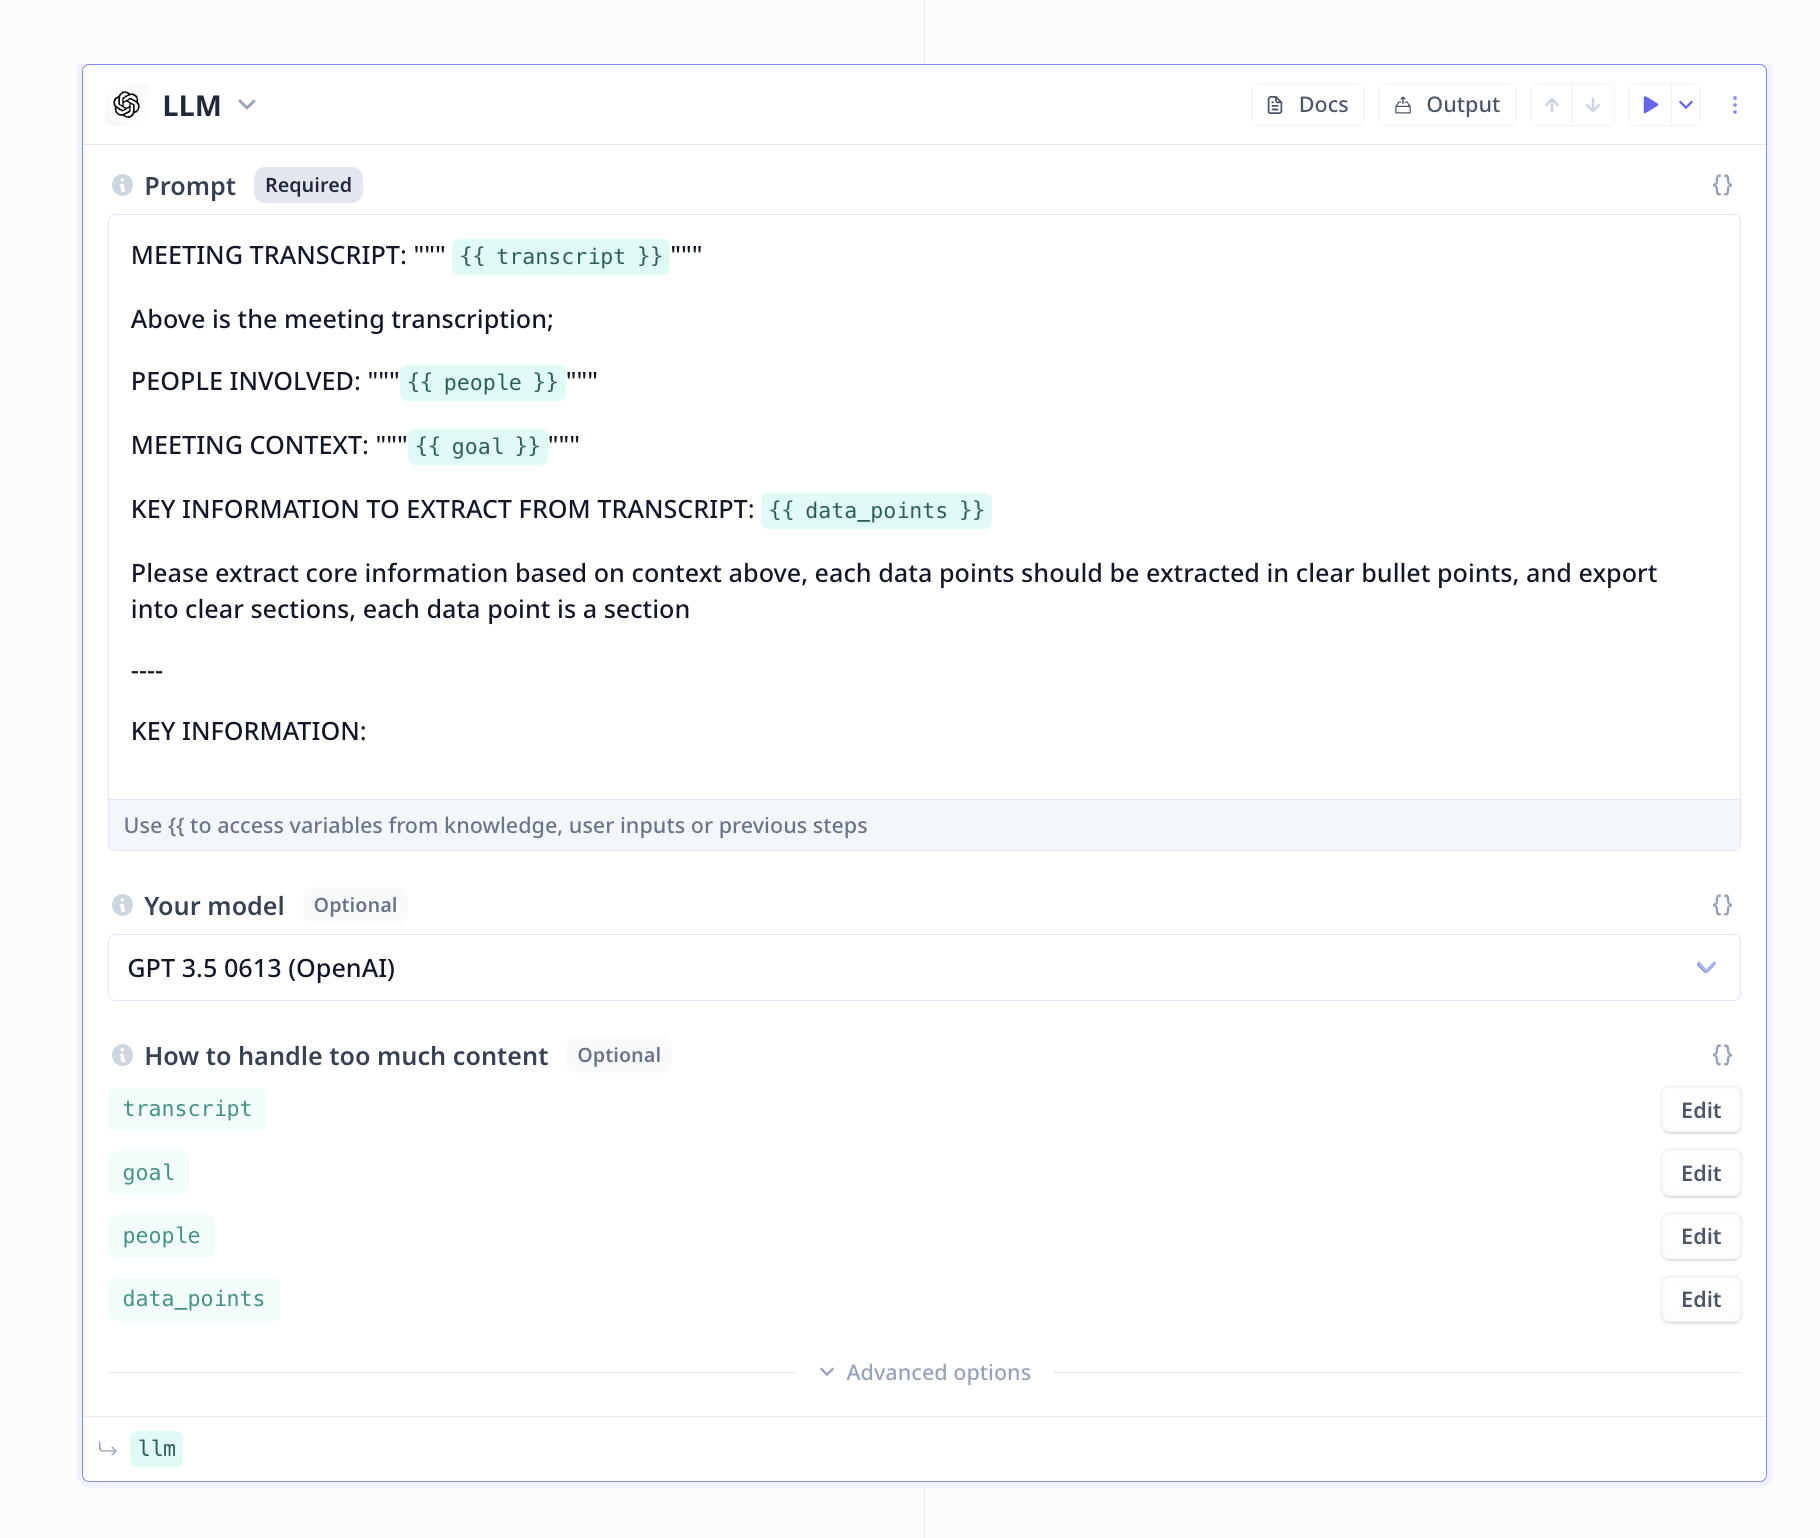 LLM
Docs
Output
Prompt Required
{}
MEETING TRANSCRIPT: """ {{ transcript }}"""
Above is the meeting transcription;
PEOPLE INVOLVED: """{{ people }}"""
MEETING CONTEXT: """{{ goal }}"""
KEY INFORMATION TO EXTRACT FROM TRANSCRIPT: {{ data_points }}
Please extract core information based on context above, each data points should be extracted in clear bullet points, and export
into clear sections, each data point is a section
----
KEY INFORMATION:
Use {{ to access variables from knowledge, user inputs or previous steps
Your model Optional
{}
GPT 3.5 0613 (OpenAI)
How to handle too much content Optional
{}
transcript
Edit
goal
Edit
people
Edit
data_points
Edit
Advanced options
llm